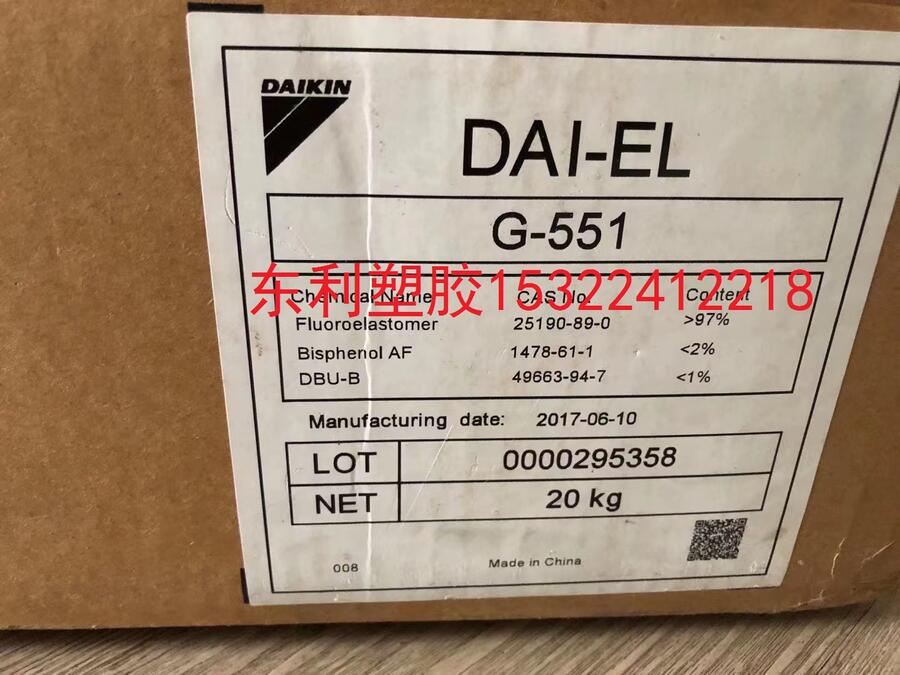 DAIKIN
DAI-EL
G-551
东利塑胶15322412218
Chemical Name CAS No. Content
Fluoroelastomer 25190-89-0 >97%
Bisphenol AF 1478-61-1 <2%
DBU-B 49663-94-7 <1%
Manufacturing date: 2017-06-10
LOT 0000295358
NET 20 kg
008 Made in China